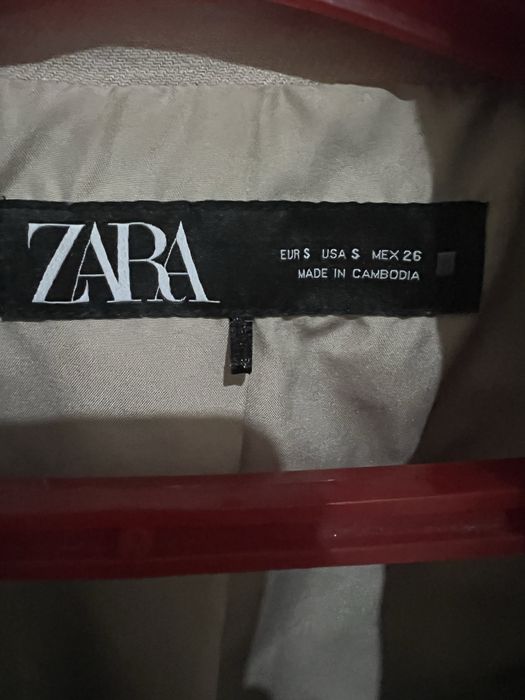 ZARA
EUR S USA S MEX 26
MADE IN CAMBODIA